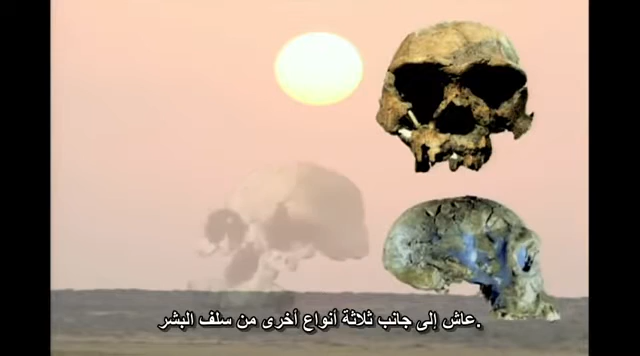 عاش إلى جانب ثلاثة أنواع أخرى من سلف البشر.